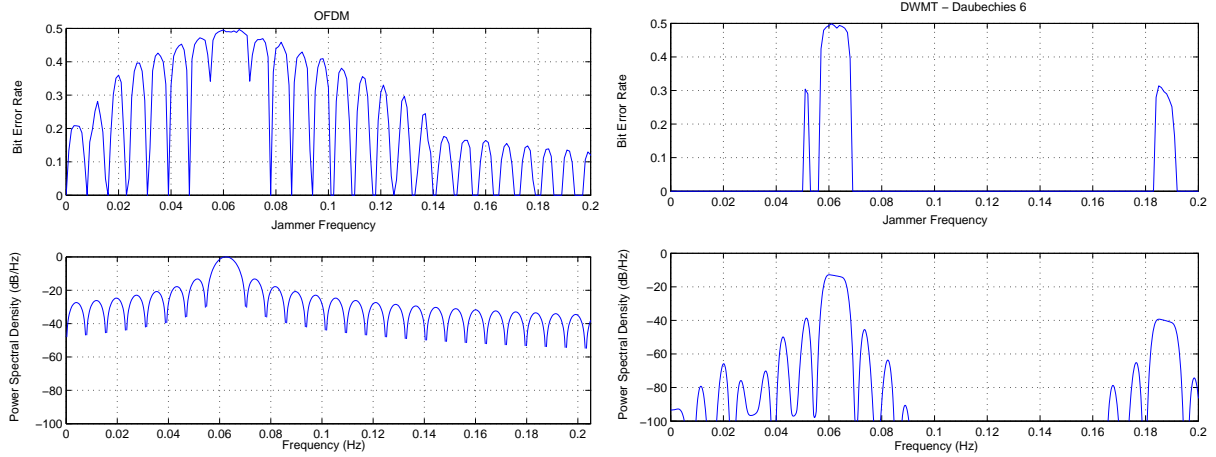 OFDM
0.5
0.4
0.3
0.2
0.1
0
Bit Error Rate
0 0.02 0.04 0.06 0.08 0.1 0.12 0.14 0.16 0.18 0.2
Jammer Frequency
0
−20
−40
−60
−80
−100
Power Spectral Density (dB/Hz)
0 0.02 0.04 0.06 0.08 0.1 0.12 0.14 0.16 0.18 0.2
Frequency (Hz)
DWMT − Daubechies 6
0.5
0.4
0.3
0.2
0.1
0
Bit Error Rate
0 0.02 0.04 0.06 0.08 0.1 0.12 0.14 0.16 0.18 0.2
Jammer Frequency
0
−20
−40
−60
−80
−100
Power Spectral Density (dB/Hz)
0 0.02 0.04 0.06 0.08 0.1 0.12 0.14 0.16 0.18 0.2
Frequency (Hz)